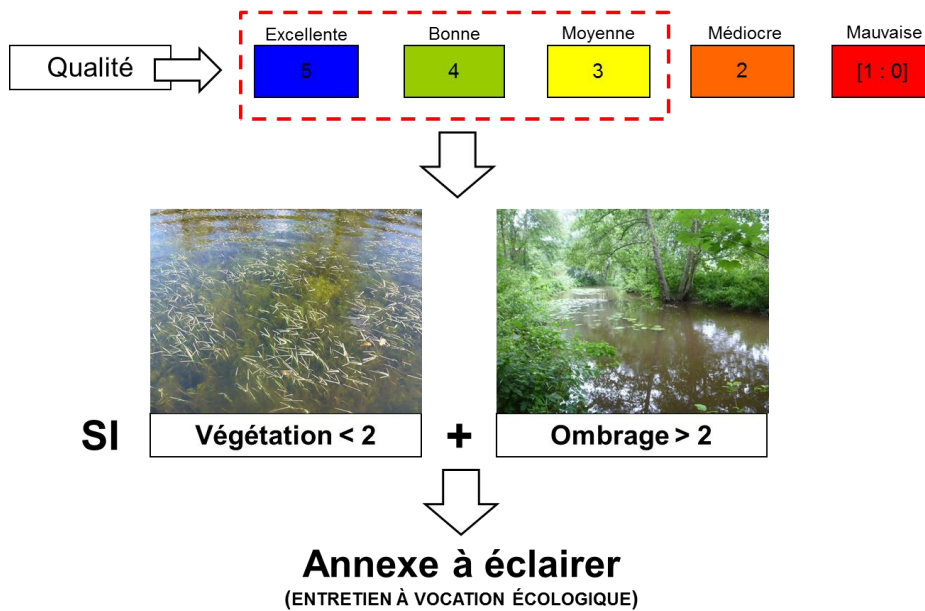 Excellente Bonne Moyenne Médiocre Mauvaise
Qualité 5 4 3 2 [1 : 0]
SI Végétation < 2 + Ombrage > 2
Annexe à éclairer
(ENTRETIEN À VOCATION ÉCOLOGIQUE)